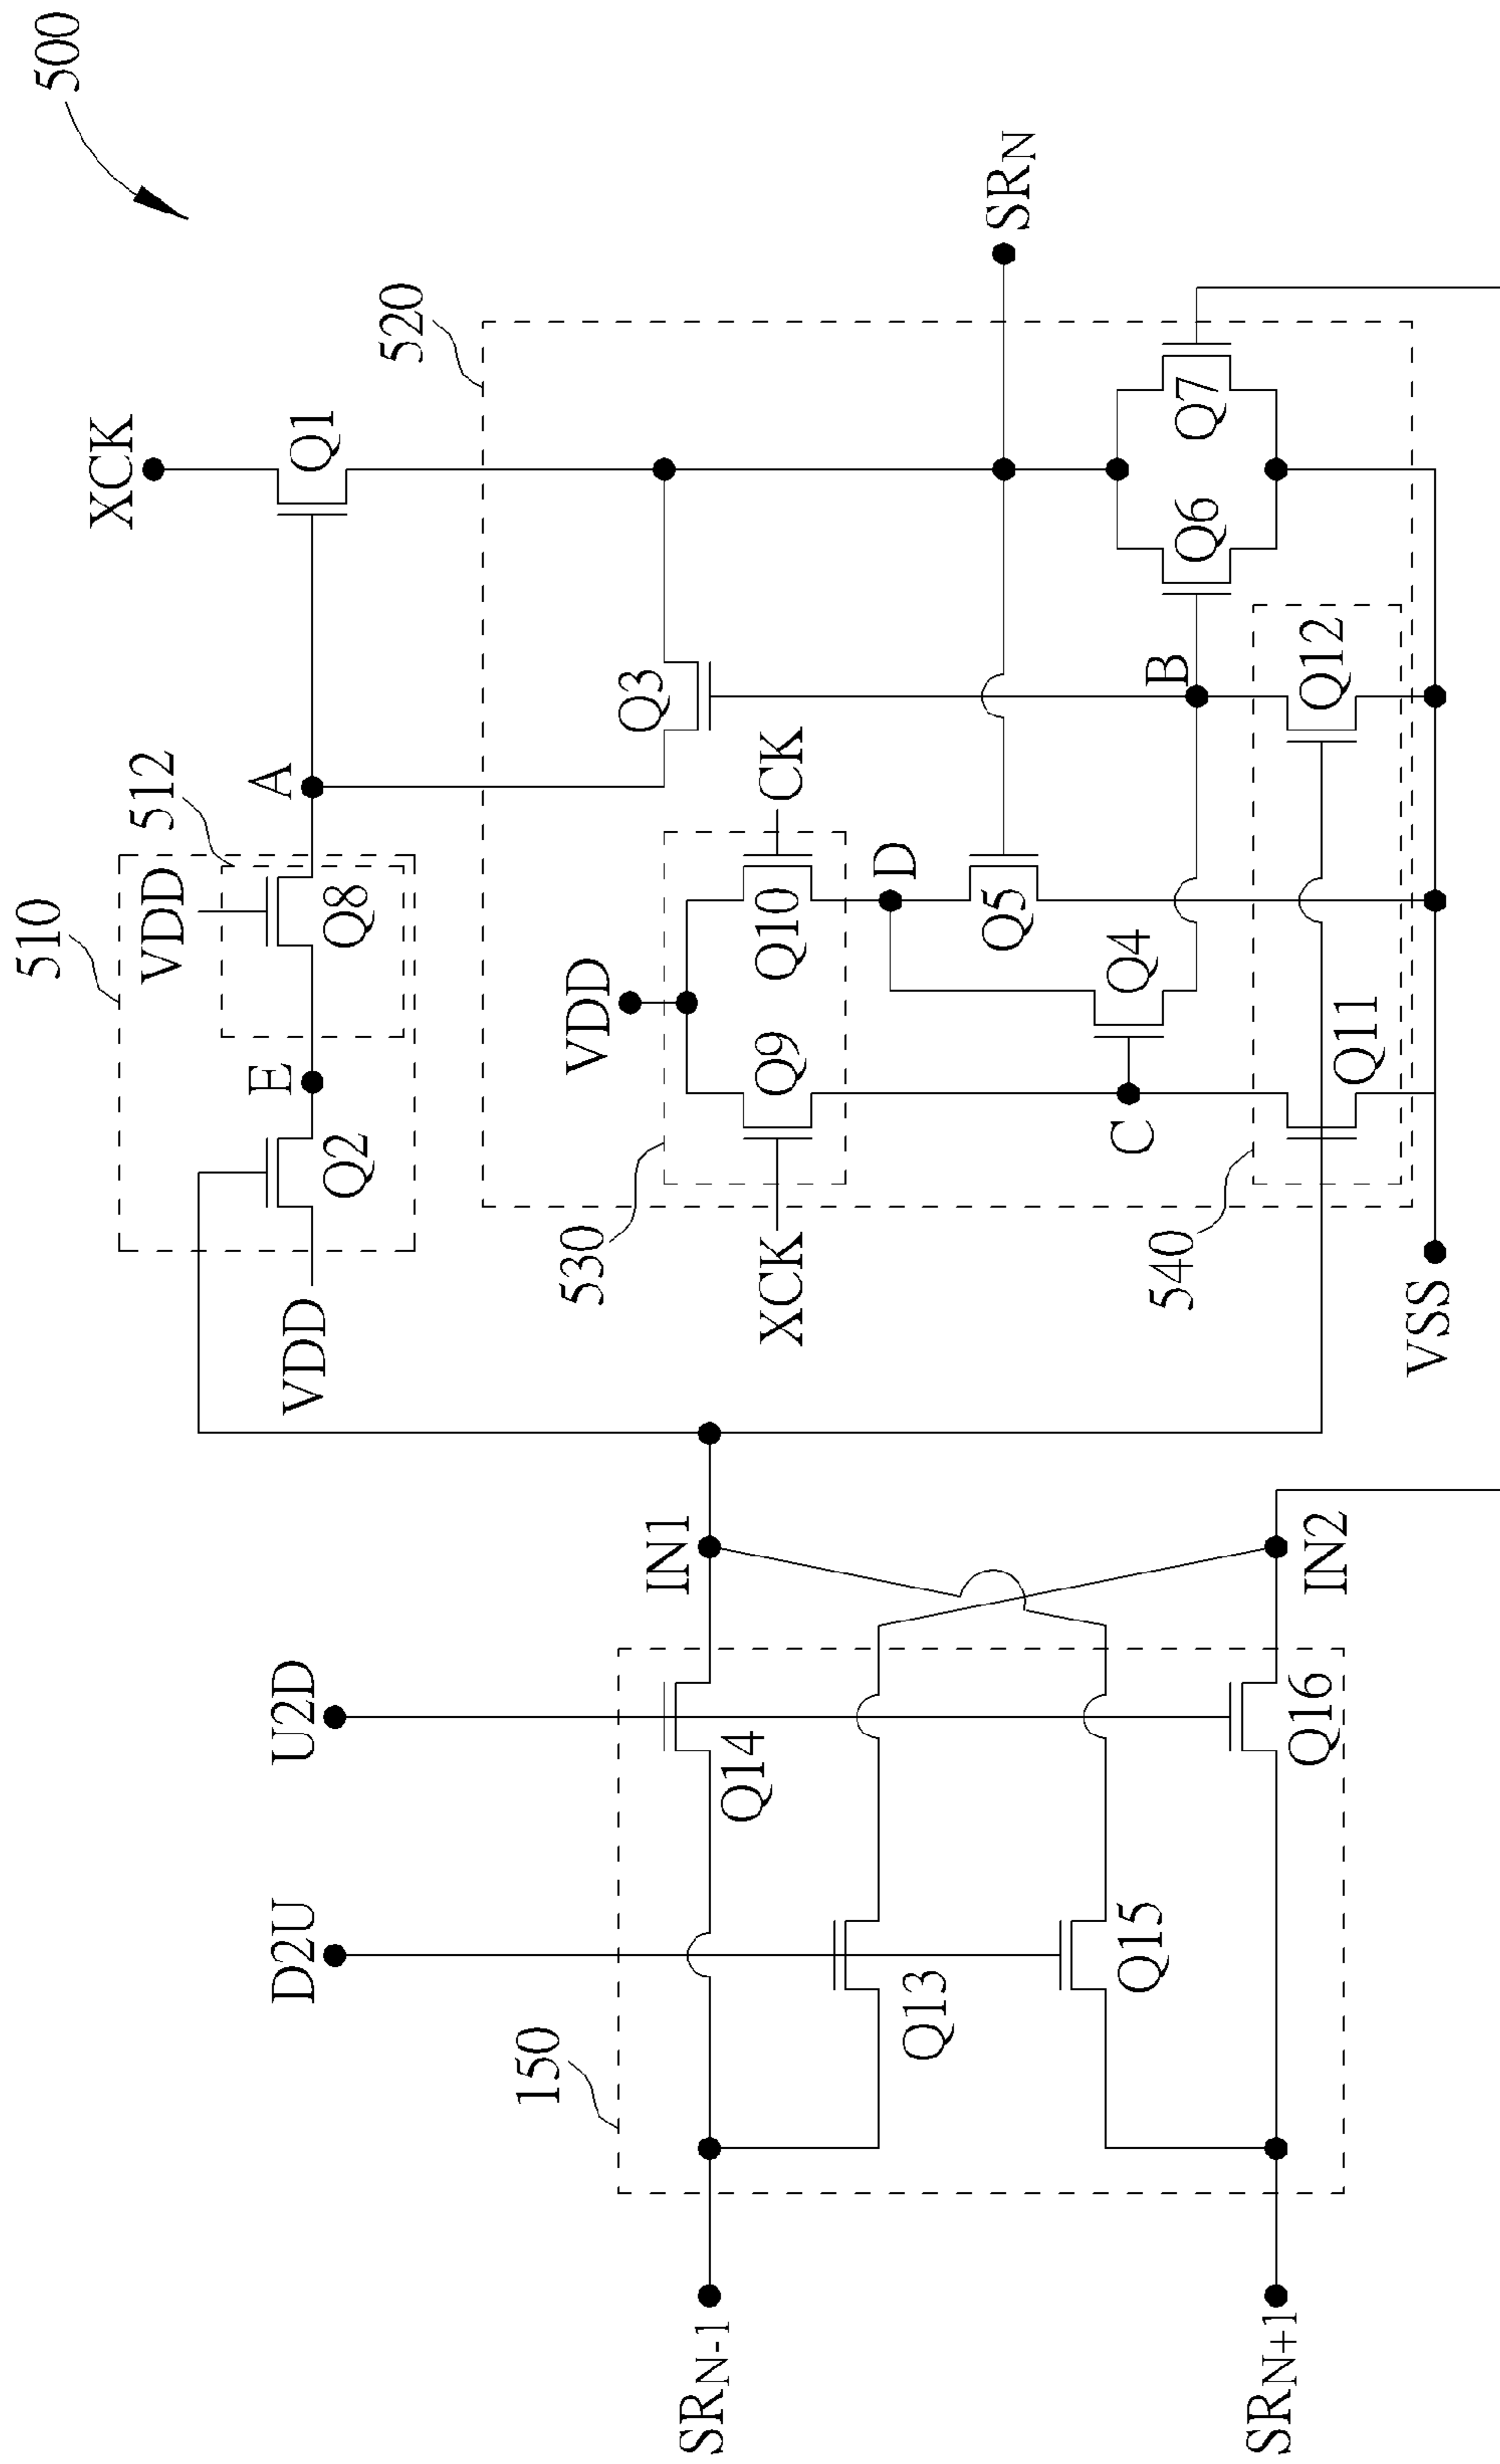 500
XCK
Q1
520
SRN
510
VDD
512
A
Q8
E
Q2
VDD
Q3
CK
VDD
Q10
Q9
530
XCK
D
Q5
Q4
C
B
Q6
Q7
Q12
Q11
540
VSS
IN1
IN2
U2D
D2U
150
Q14
Q13
Q15
Q16
SRN-1
SRN+1